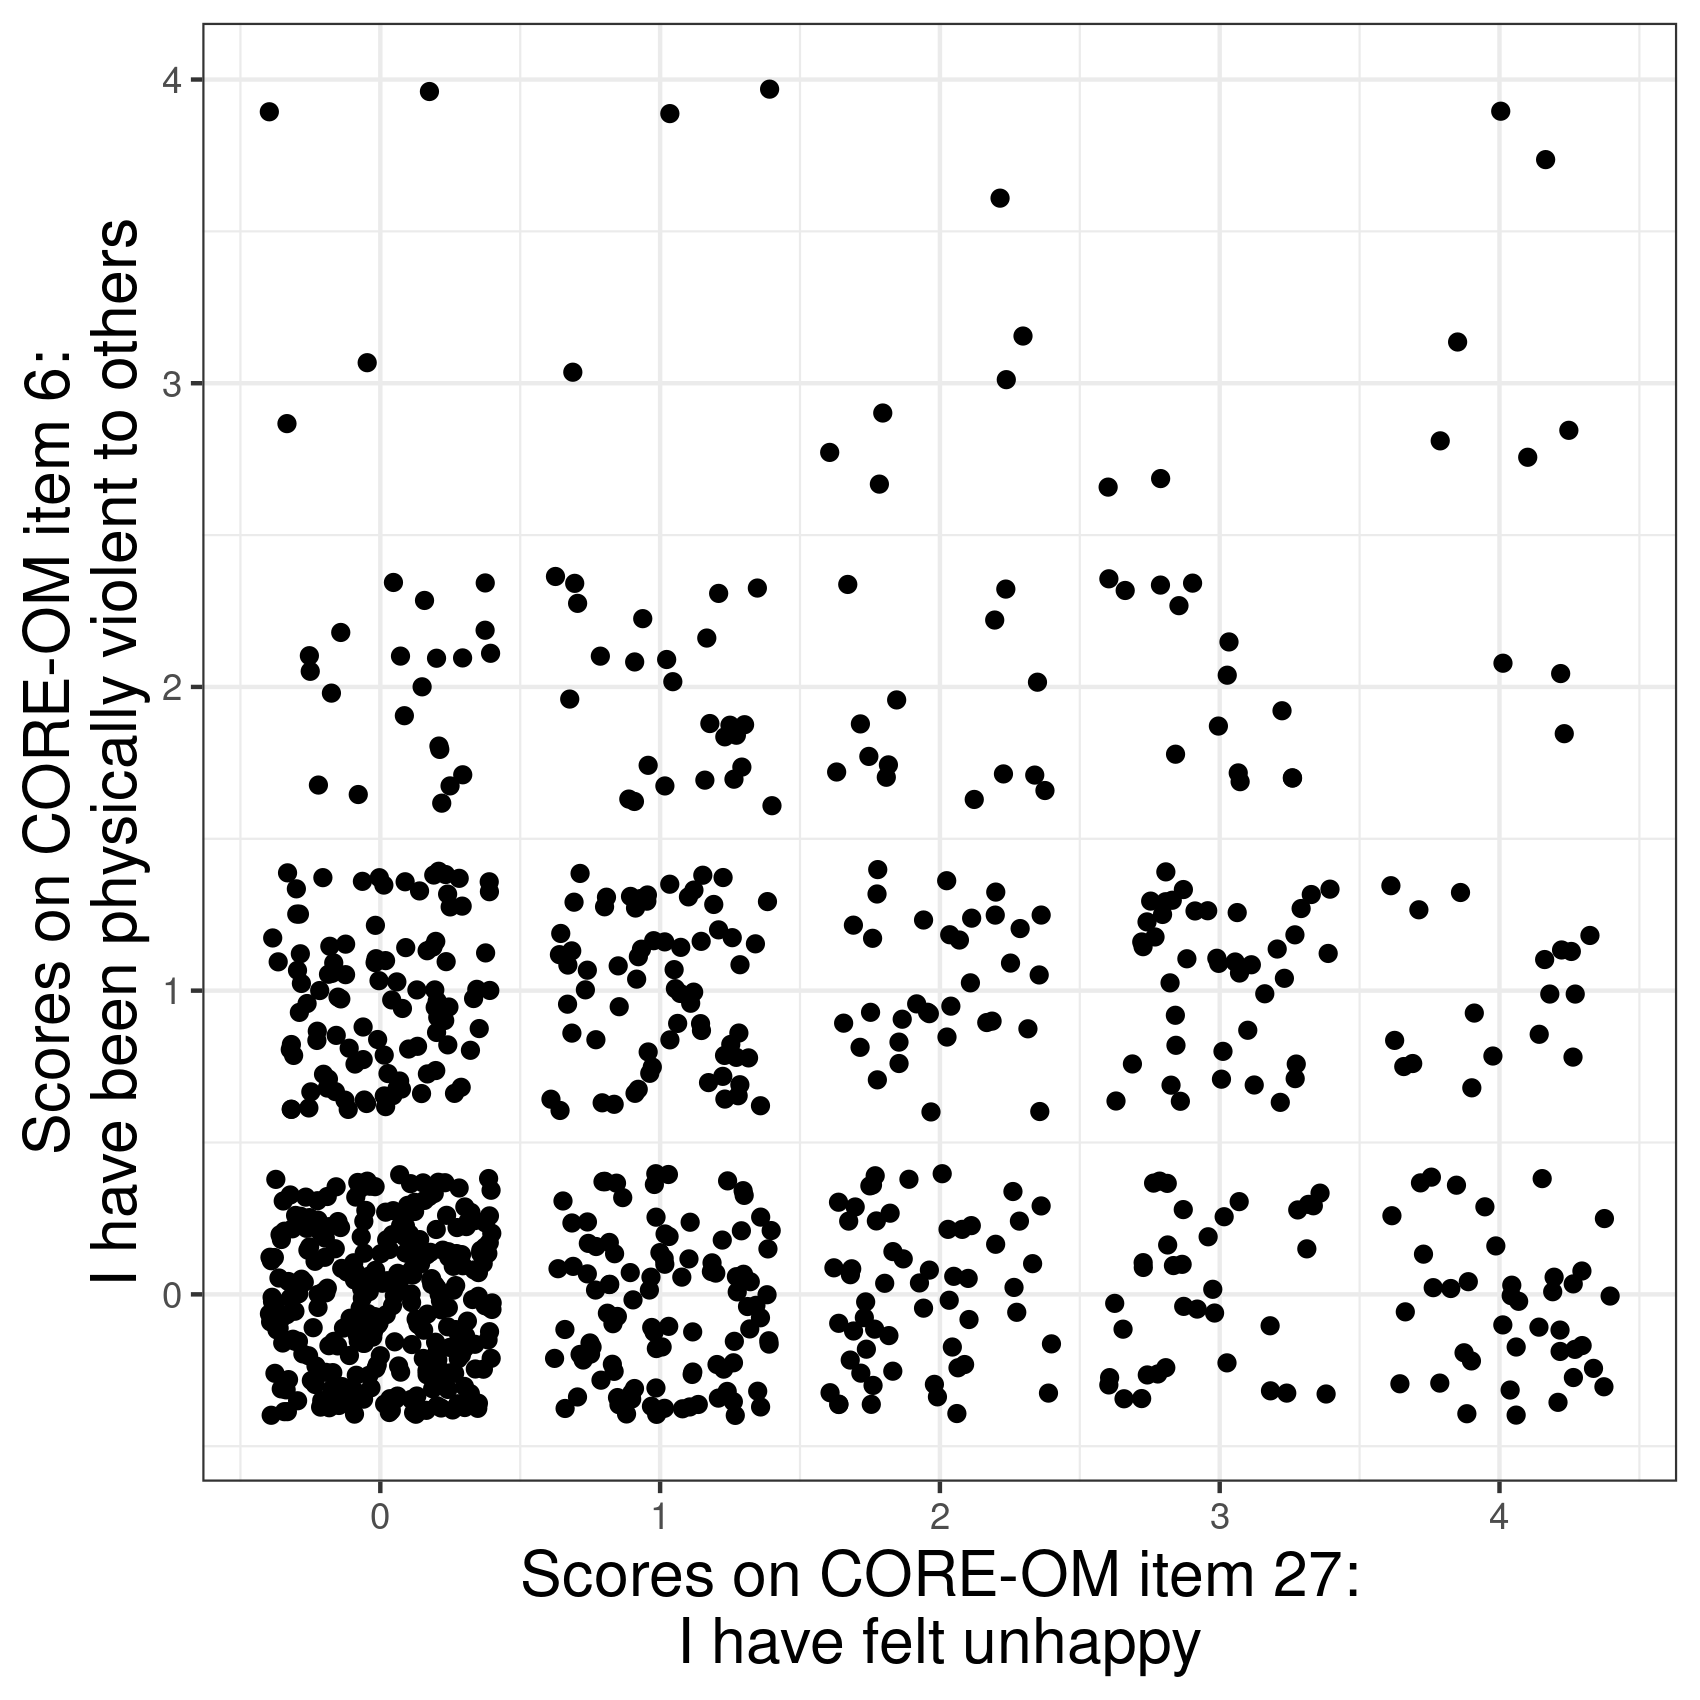 Scores on CORE-OM item 6:
I have been physically violent to others
4
3
2
1
0
0 1 2 3 4
Scores on CORE-OM item 27:
I have felt unhappy